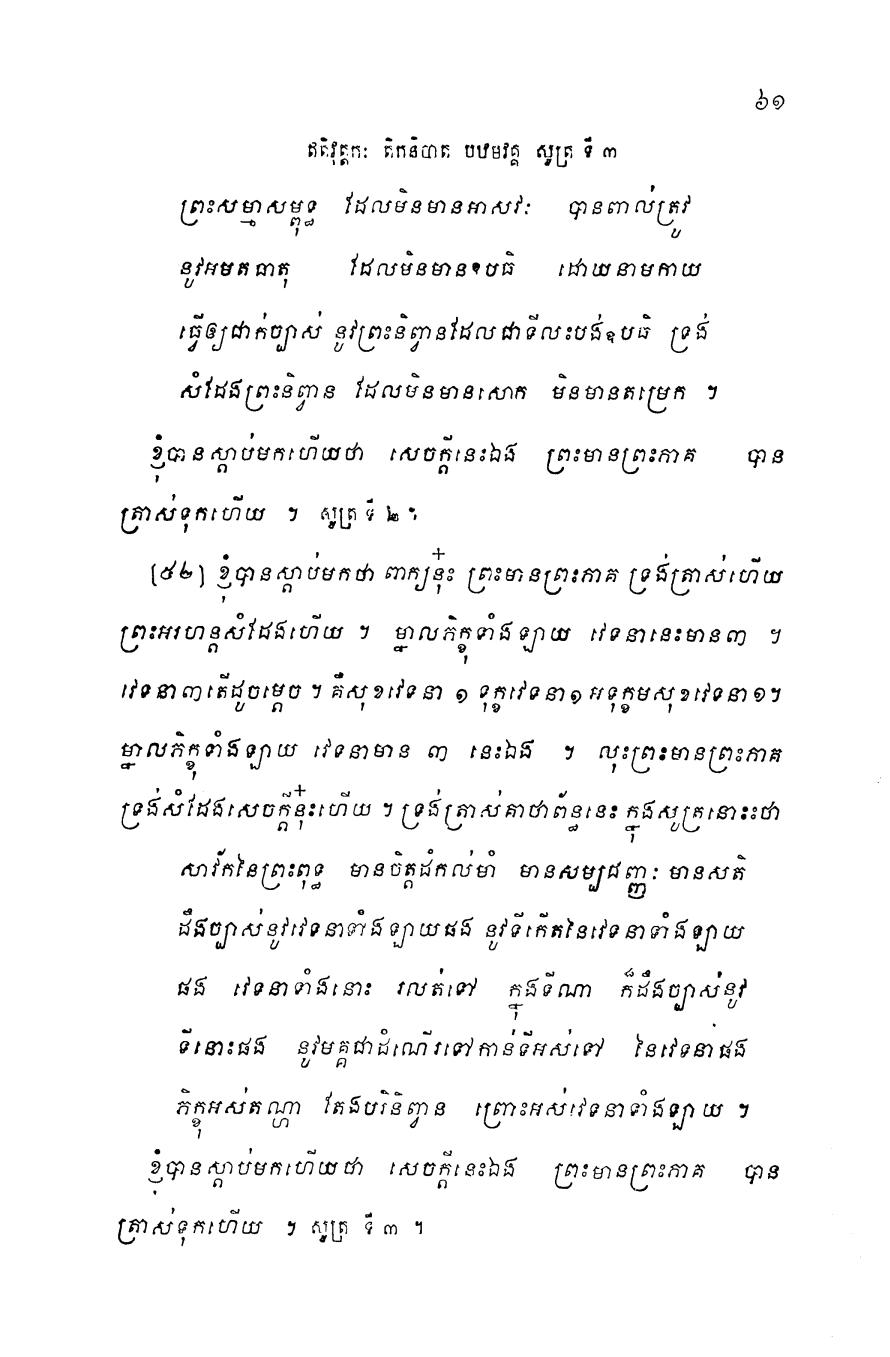 ៦១
ឥតិវុត្តកៈ តិកនិបាត បឋមវគ្គ សូត្រ ទី ៣
ព្រះសម្មាសម្ពុទ្ធ ដែលមិនមានអាសវៈ បានពាល់ត្រូវ
នូវអមតធាតុ ដែលមិនមានឧបធិ ដោយនាមកាយ
ធ្វើឲ្យជាក់ច្បាស់ នូវព្រះនិព្វានដែលជាទីលះបង់ឧបធិ ទ្រង់
សំដែងព្រះនិព្វាន ដែលមិនមានសោក មិនមានតម្រេក ។
ខ្ញុំបានស្តាប់មកហើយថា សេចក្តីនេះឯង ព្រះមានព្រះភាគ បាន
ត្រាស់ទុកហើយ ។ សូត្រ ទី ២ ។
[៥២] ខ្ញុំបានស្តាប់មកថា ពាក្យនុ៎ះ ព្រះមានព្រះភាគ ទ្រង់ត្រាស់ហើយ
ព្រះអរហន្តសំដែងហើយ ។ ម្នាលភិក្ខុទាំងឡាយ វេទនានេះមាន៣ ។
វេទនា៣តើដូចម្តេច ។ គឺសុខវេទនា ១ ទុក្ខវេទនា១ អទុក្ខមសុខវេទនា ១។
ម្នាលភិក្ខុទាំងឡាយ វេទនាមាន ៣ នេះឯង ។ លុះព្រះមានព្រះភាគ
ទ្រង់សំដែងសេចក្តីនុ៎ះហើយ ។ ទ្រង់ត្រាស់គាថាព័ន្ធនេះ ក្នុងសូត្រនោះះថា
សាវ័កនៃព្រះពុទ្ធ មានចិត្តដំកល់មាំ មានសម្បជញ្ញៈ មានសតិ
ដឹងច្បាស់នូវវេទនាទាំងឡាយផង នូវទីកើតនៃវេទនាទាំងឡាយ
ផង វេទនាទាំងនោះ រលត់ទៅ ក្នុងទីណា ក៏ដឹងច្បាស់នូវ
ទីនោះផង នូវមគ្គជាដំណើរទៅកាន់ទីអស់ទៅ នៃវេទនាផង
ភិក្ខុអស់តណ្ហា តែងបរិនិព្វាន ព្រោះអស់វេទនាទាំងឡាយ ។
ខ្ញុំបានស្តាប់មកហើយថា សេចក្តីនេះឯង ព្រះមានព្រះភាគ បាន
ត្រាស់ទុកហើយ ។ សូត្រ ទី ៣ ។